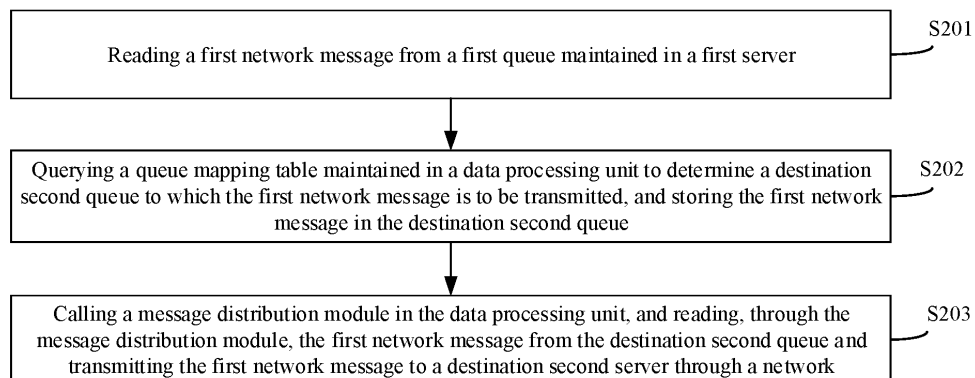 S201
Reading a first network message from a first queue maintained in a first server
S202
Querying a queue mapping table maintained in a data processing unit to determine a destination
second queue to which the first network message is to be transmitted, and storing the first network
message in the destination second queue
S203
Calling a message distribution module in the data processing unit, and reading, through the
message distribution module, the first network message from the destination second queue and
transmitting the first network message to a destination second server through a network